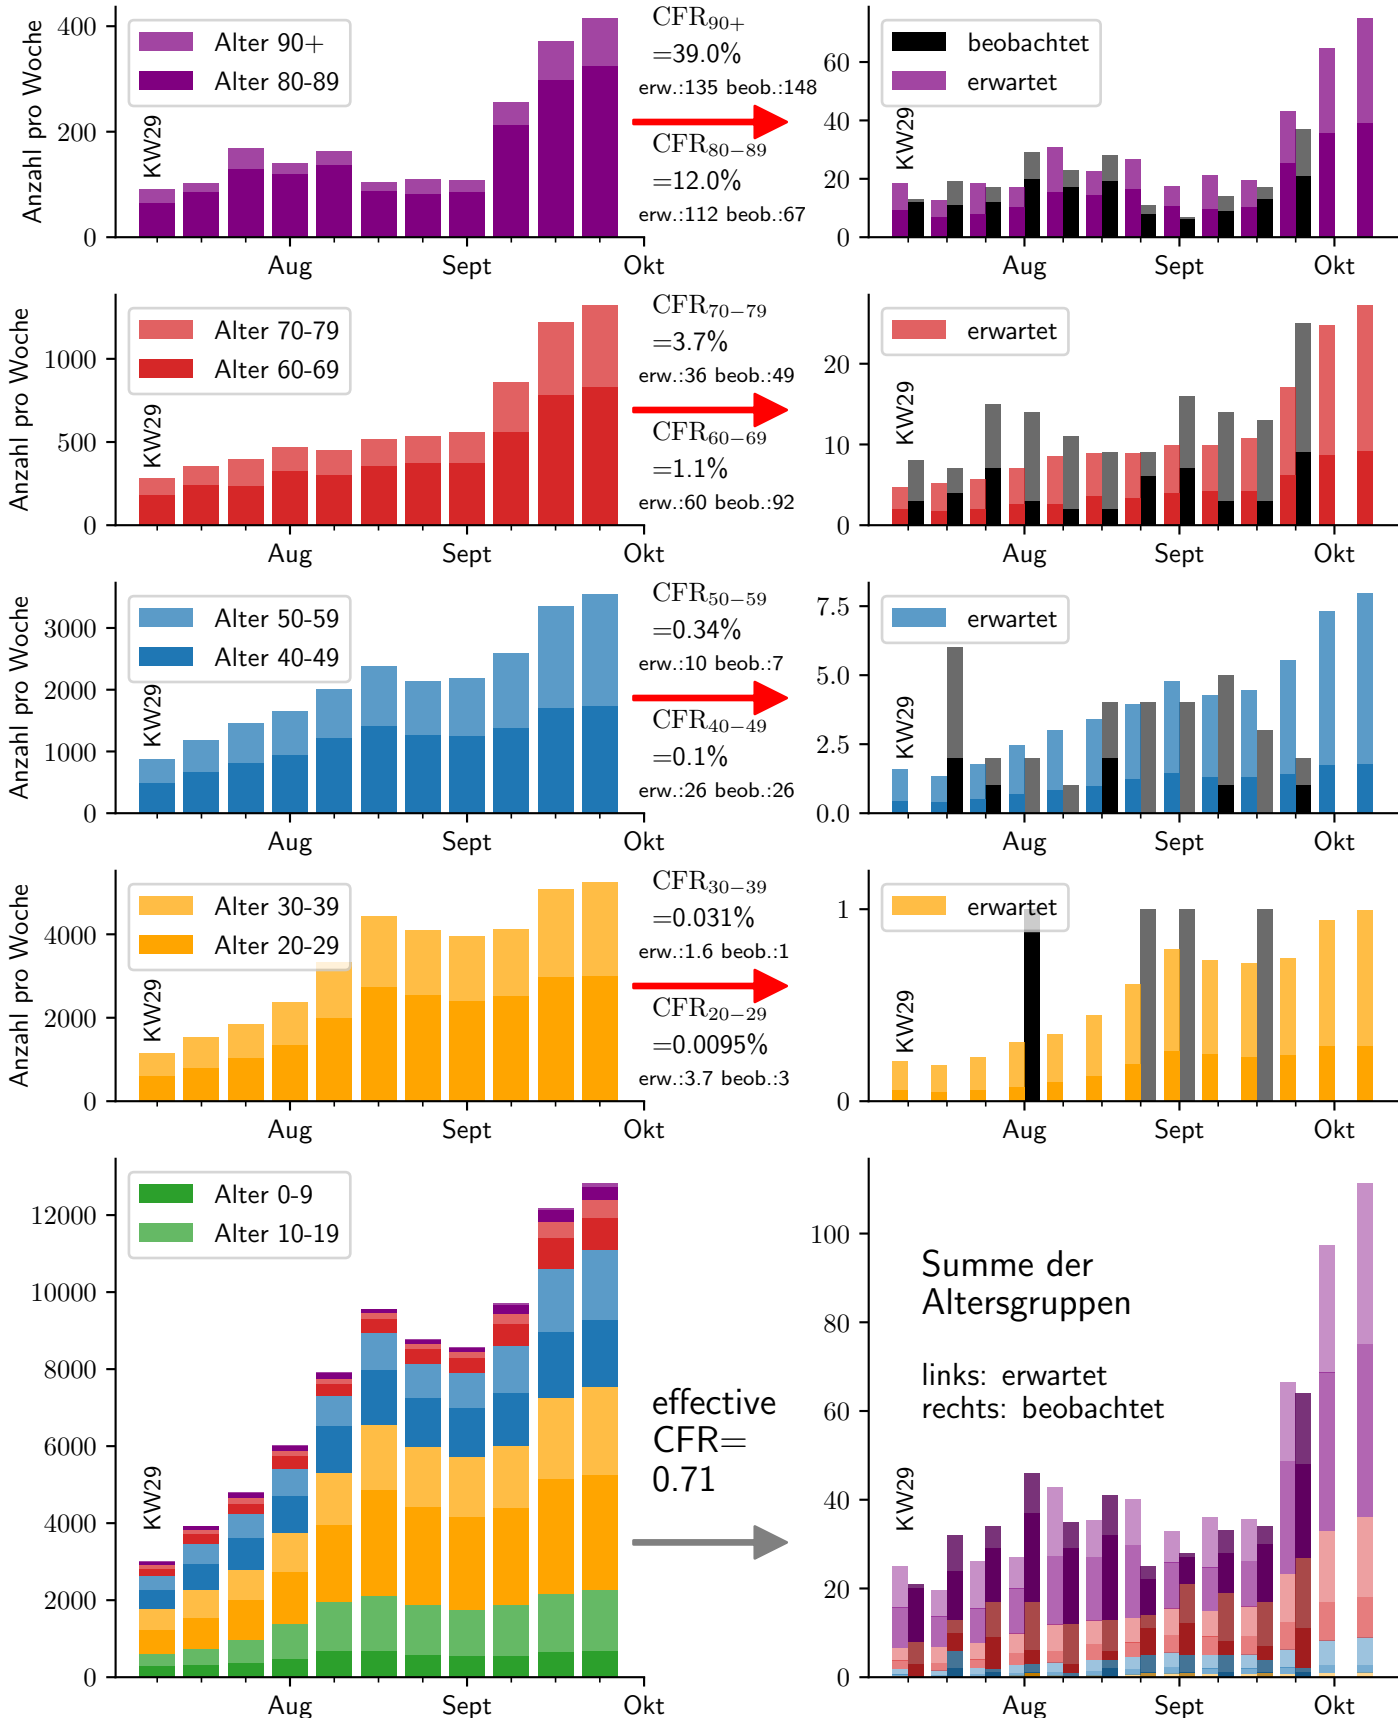 Anzahl pro Woche
400
200
0
KW29
Alter 90+
Alter 80-89
Aug
Sept
Okt
CFR90+
=39.0%
erw.:135 beob.:148
CFR80−89
=12.0%
erw.:112 beob.:67
60
40
20
0
KW29
beobachtet
erwartet
Aug
Sept
Okt
Anzahl pro Woche
1000
500
0
KW29
Alter 70-79
Alter 60-69
Aug
Sept
Okt
CFR70−79
=3.7%
erw.:36 beob.:49
CFR60−69
=1.1%
erw.:60 beob.:92
20
10
0
KW29
erwartet
Aug
Sept
Okt
Anzahl pro Woche
3000
2000
1000
0
KW29
Alter 50-59
Alter 40-49
Aug
Sept
Okt
CFR50−59
=0.34%
erw.:10 beob.:7
CFR40−49
=0.1%
erw.:26 beob.:26
7.5
5.0
2.5
0.0
KW29
erwartet
Aug
Sept
Okt
Anzahl pro Woche
4000
2000
0
KW29
Alter 30-39
Alter 20-29
Aug
Sept
Okt
CFR30−39
=0.031%
erw.:1.6 beob.:1
CFR20−29
=0.0095%
erw.:3.7 beob.:3
1
0
KW29
erwartet
Aug
Sept
Okt
12000
10000
8000
6000
4000
2000
0
KW29
Alter 0-9
Alter 10-19
Aug
Sept
Okt
effective
CFR=
0.71
100
80
60
40
20
0
KW29
Summe der
Altersgruppen
links: erwartet
rechts: beobachtet
Aug
Sept
Okt